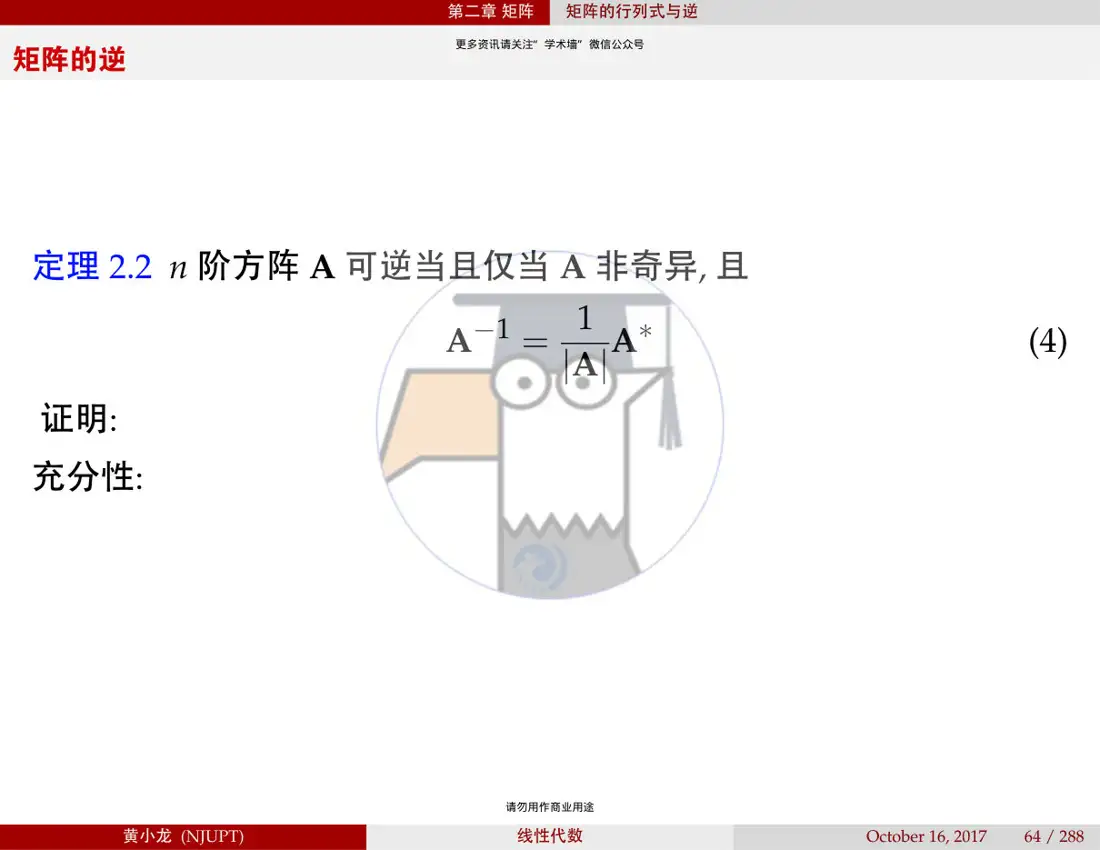 第二章 矩阵 矩阵的行列式与逆
矩阵的逆
更多资讯请关注“学术墙”微信公众号
定理 2.2 n 阶方阵 A 可逆当且仅当 A 非奇异, 且
A⁻¹ = 1/|A| A* (4)
证明:
充分性:
请勿用作商业用途
黄小龙 (NJUPT) 线性代数 October 16, 2017 64 / 288